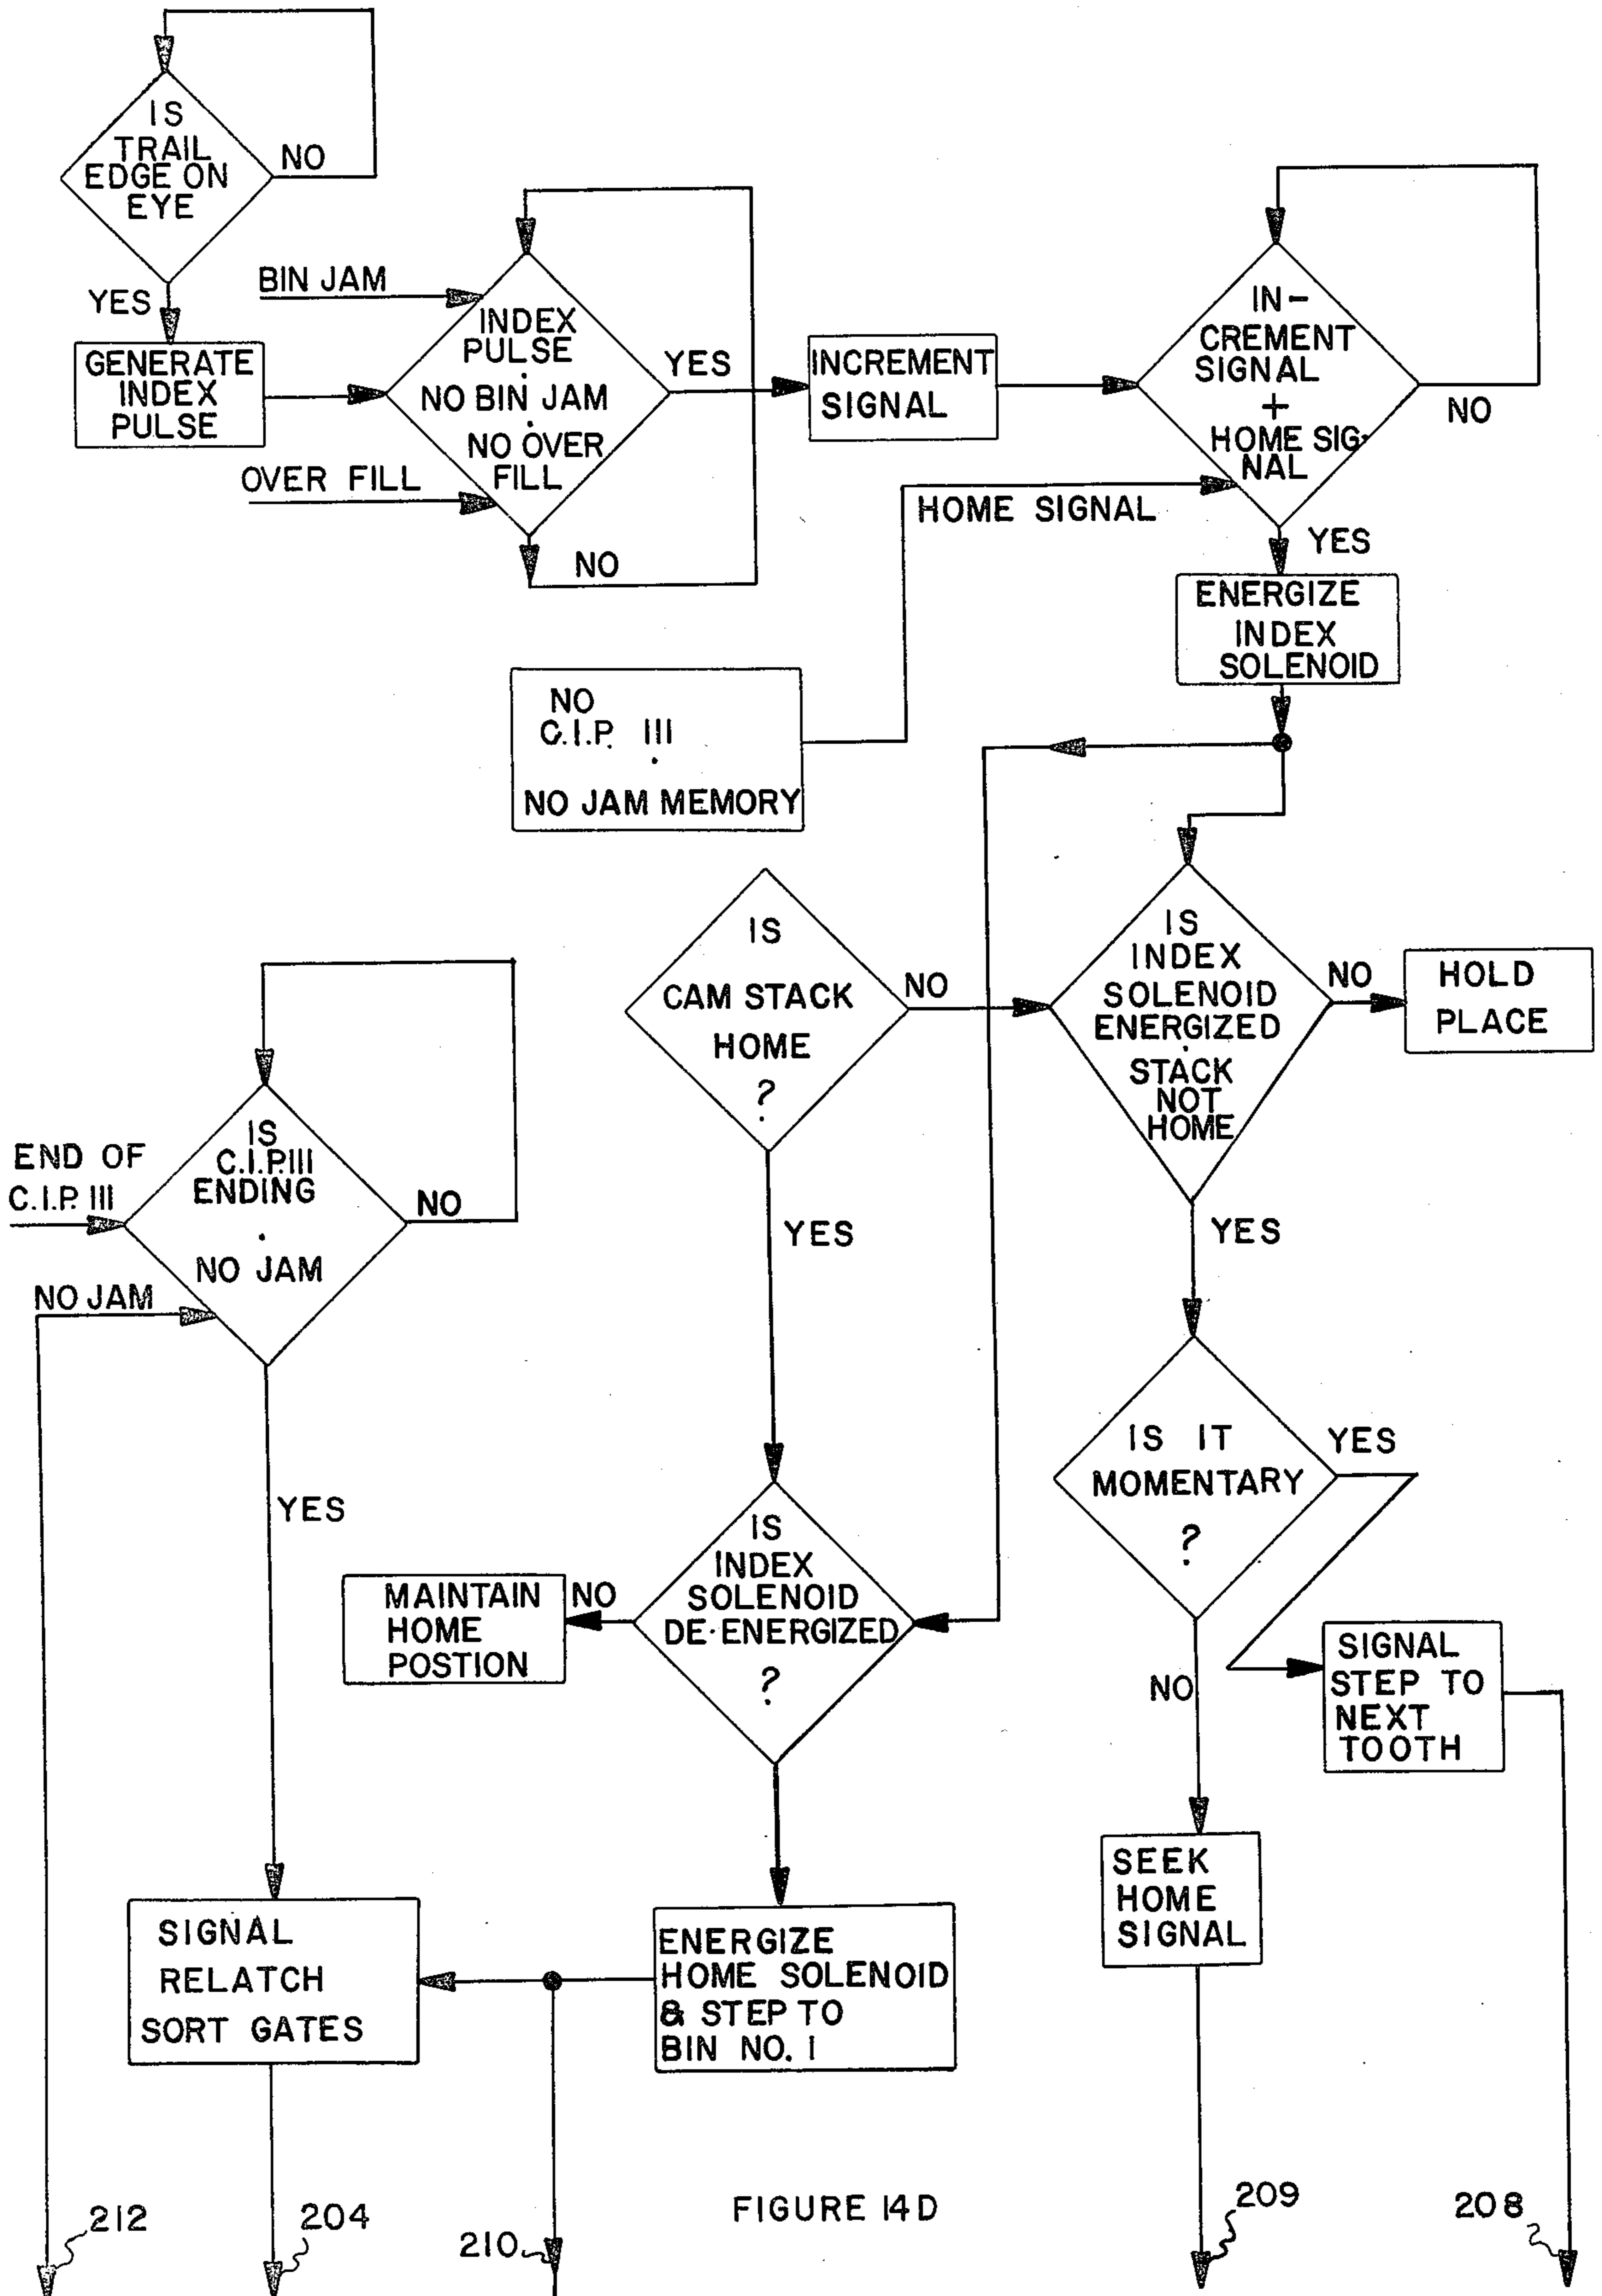 IS
TRAIL
EDGE ON
EYE
NO
YES
GENERATE
INDEX
PULSE
BIN JAM
OVER FILL
INDEX
PULSE
·
NO BIN JAM
·
NO OVER
FILL
YES
NO
INCREMENT
SIGNAL
IN-
CREMENT
SIGNAL
+
HOME SIG-
NAL
NO
HOME SIGNAL
YES
ENERGIZE
INDEX
SOLENOID
NO
C.I.P. III
·
NO JAM MEMORY
IS
CAM STACK
HOME
?
NO
YES
IS
INDEX
SOLENOID
ENERGIZED
·
STACK
NOT
HOME
NO
HOLD
PLACE
YES
END OF
C.I.P. III
IS
C.I.P.III
ENDING
·
NO JAM
NO
NO JAM
YES
IS IT
MOMENTARY
?
YES
NO
SIGNAL
STEP TO
NEXT
TOOTH
IS
INDEX
SOLENOID
DE-ENERGIZED
?
NO
MAINTAIN
HOME
POSTION
SEEK
HOME
SIGNAL
SIGNAL
RELATCH
SORT GATES
ENERGIZE
HOME SOLENOID
& STEP TO
BIN NO. 1
212
204
210
FIGURE 14D
209
208